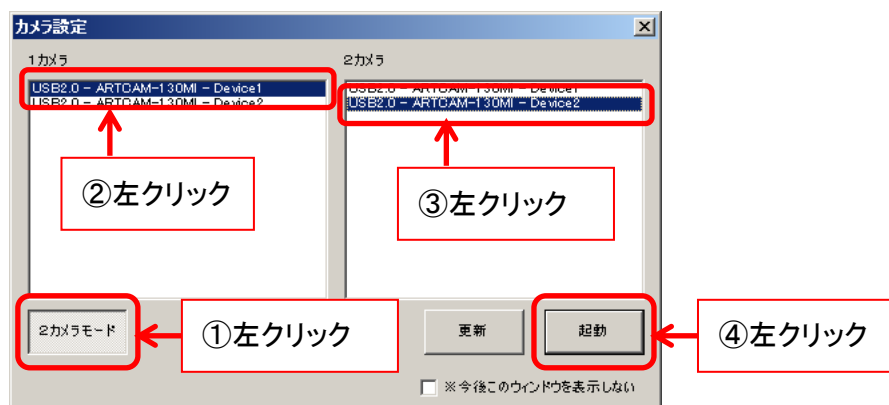 カメラ設定
1カメラ
2カメラ
USB2.0 - ARTCAM-130MI - Device1
USB2.0 - ARTCAM-130MI - Device2
USB2.0 - ARTCAM-130MI - Device1
USB2.0 - ARTCAM-130MI - Device2
②左クリック
③左クリック
2カメラモード
①左クリック
更新
起動
④左クリック
※今後このウィンドウを表示しない